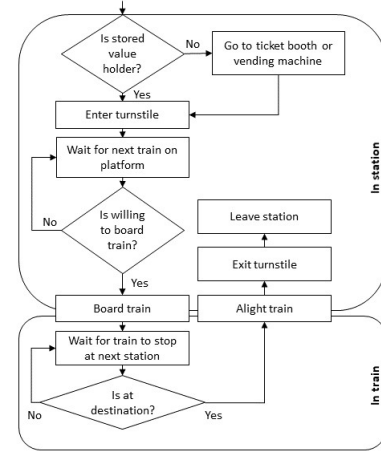 Is stored
value
holder?
No
Go to ticket booth or
vending machine
Yes
Enter turnstile
Wait for next train on
platform
No
Is willing
to board
train?
Yes
Leave station
Exit turnstile
In station
Board train
Alight train
Wait for train to stop
at next station
Is at
destination?
No
Yes
In train